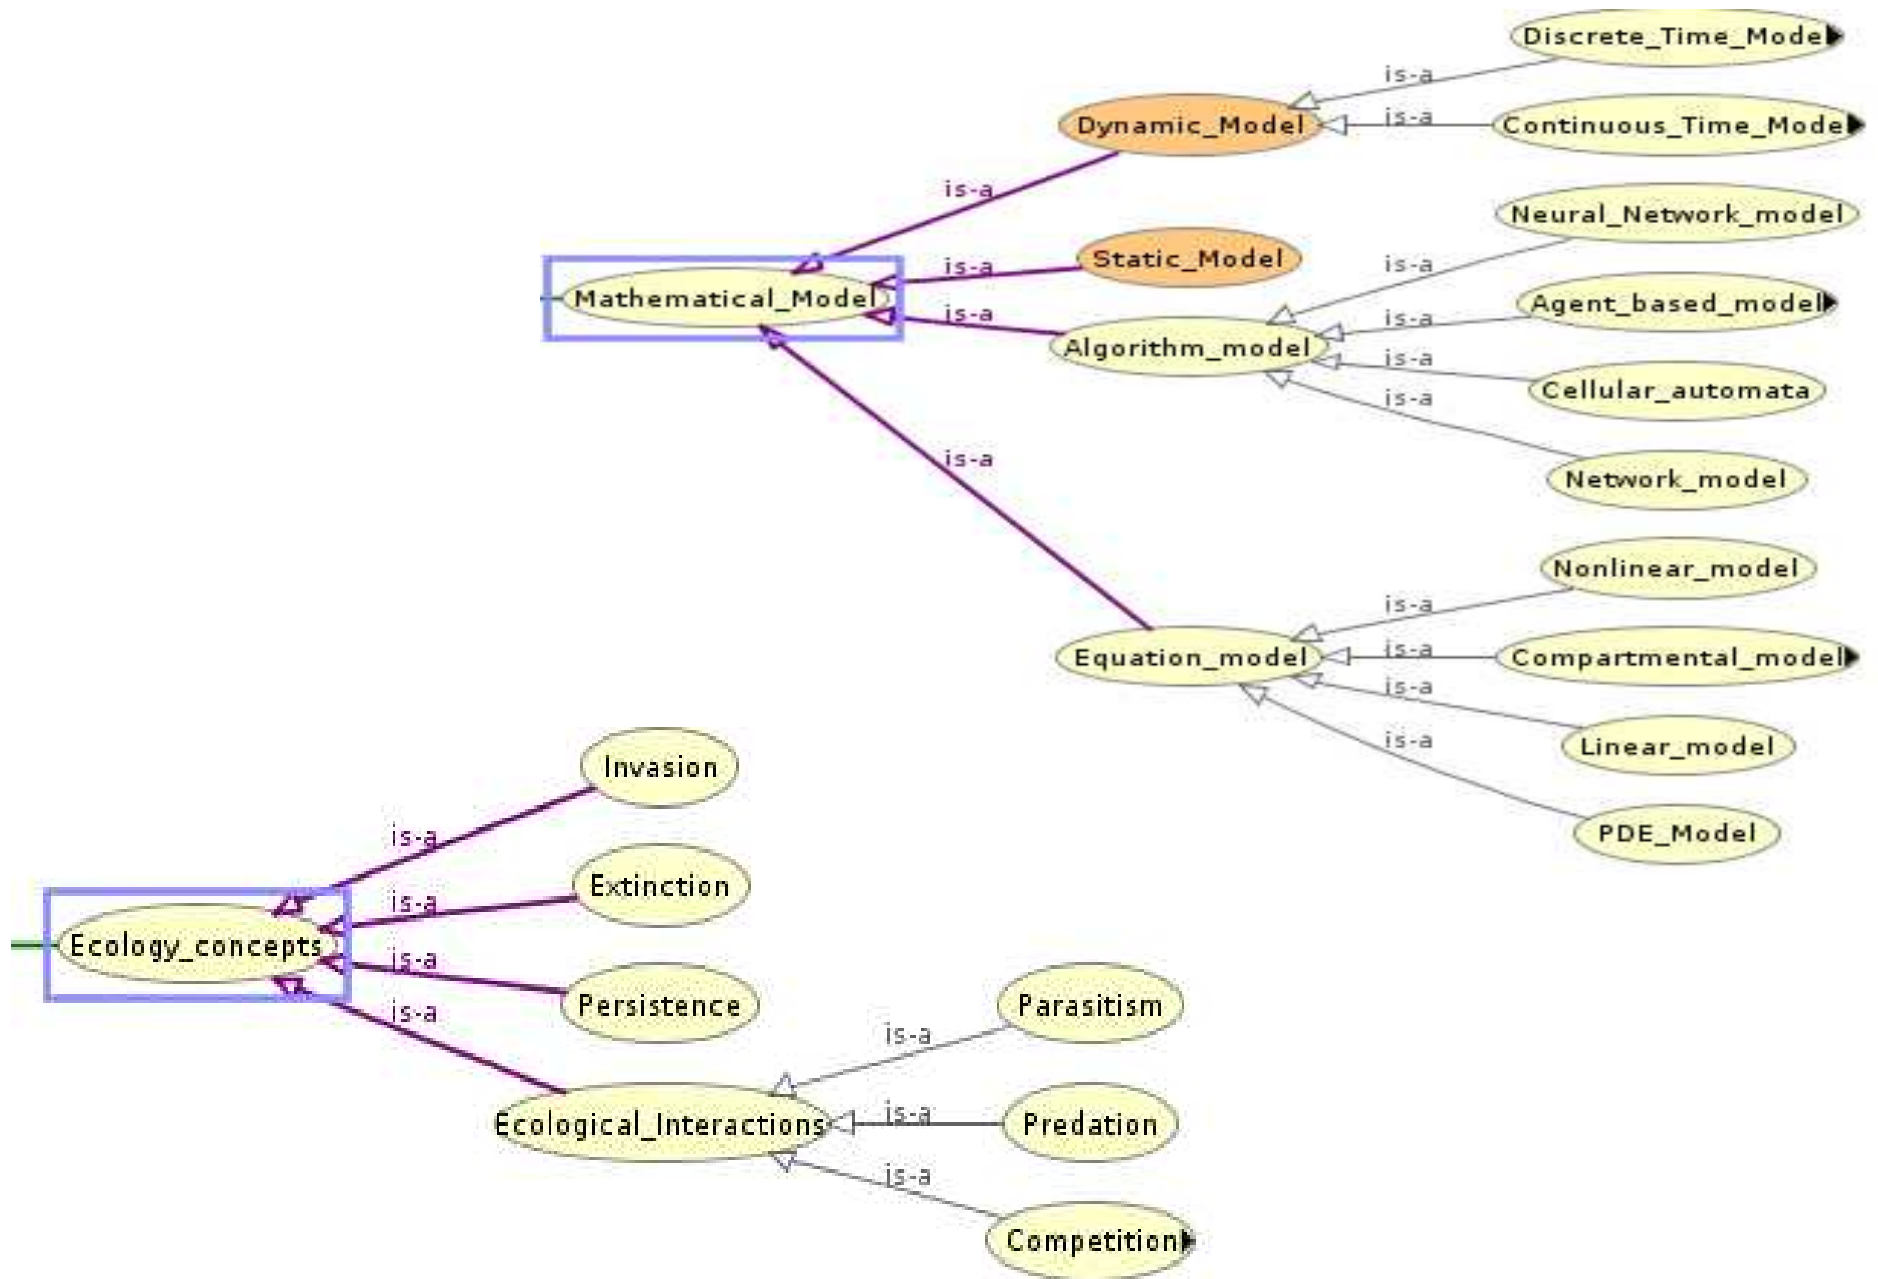 Discrete_Time_Mode
is-a
Dynamic_Model
is-a
Continuous_Time_Mode
is-a
Neural_Network_model
Static_Model
is-a
is-a
Mathematical_Model
Agent_based_model
is-a
is-a
Algorithm_model
is-a
Cellular_automata
is-a
is-a
Network_model
Nonlinear_model
is-a
Equation_model
is-a
Compartmental_model
is-a
Linear_model
is-a
PDE_Model
Invasion
is-a
Extinction
is-a
Ecology_concepts
is-a
Persistence
is-a
Parasitism
is-a
Ecological_Interactions
is-a
Predation
is-a
Competition